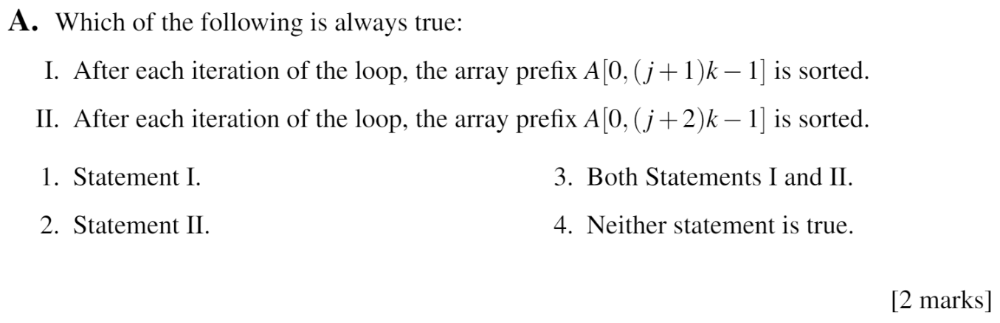 A. Which of the following is always true:
I. After each iteration of the loop, the array prefix A[0,(j+1)k−1] is sorted.
II. After each iteration of the loop, the array prefix A[0,(j+2)k−1] is sorted.
1. Statement I.
2. Statement II.
3. Both Statements I and II.
4. Neither statement is true.
[2 marks]